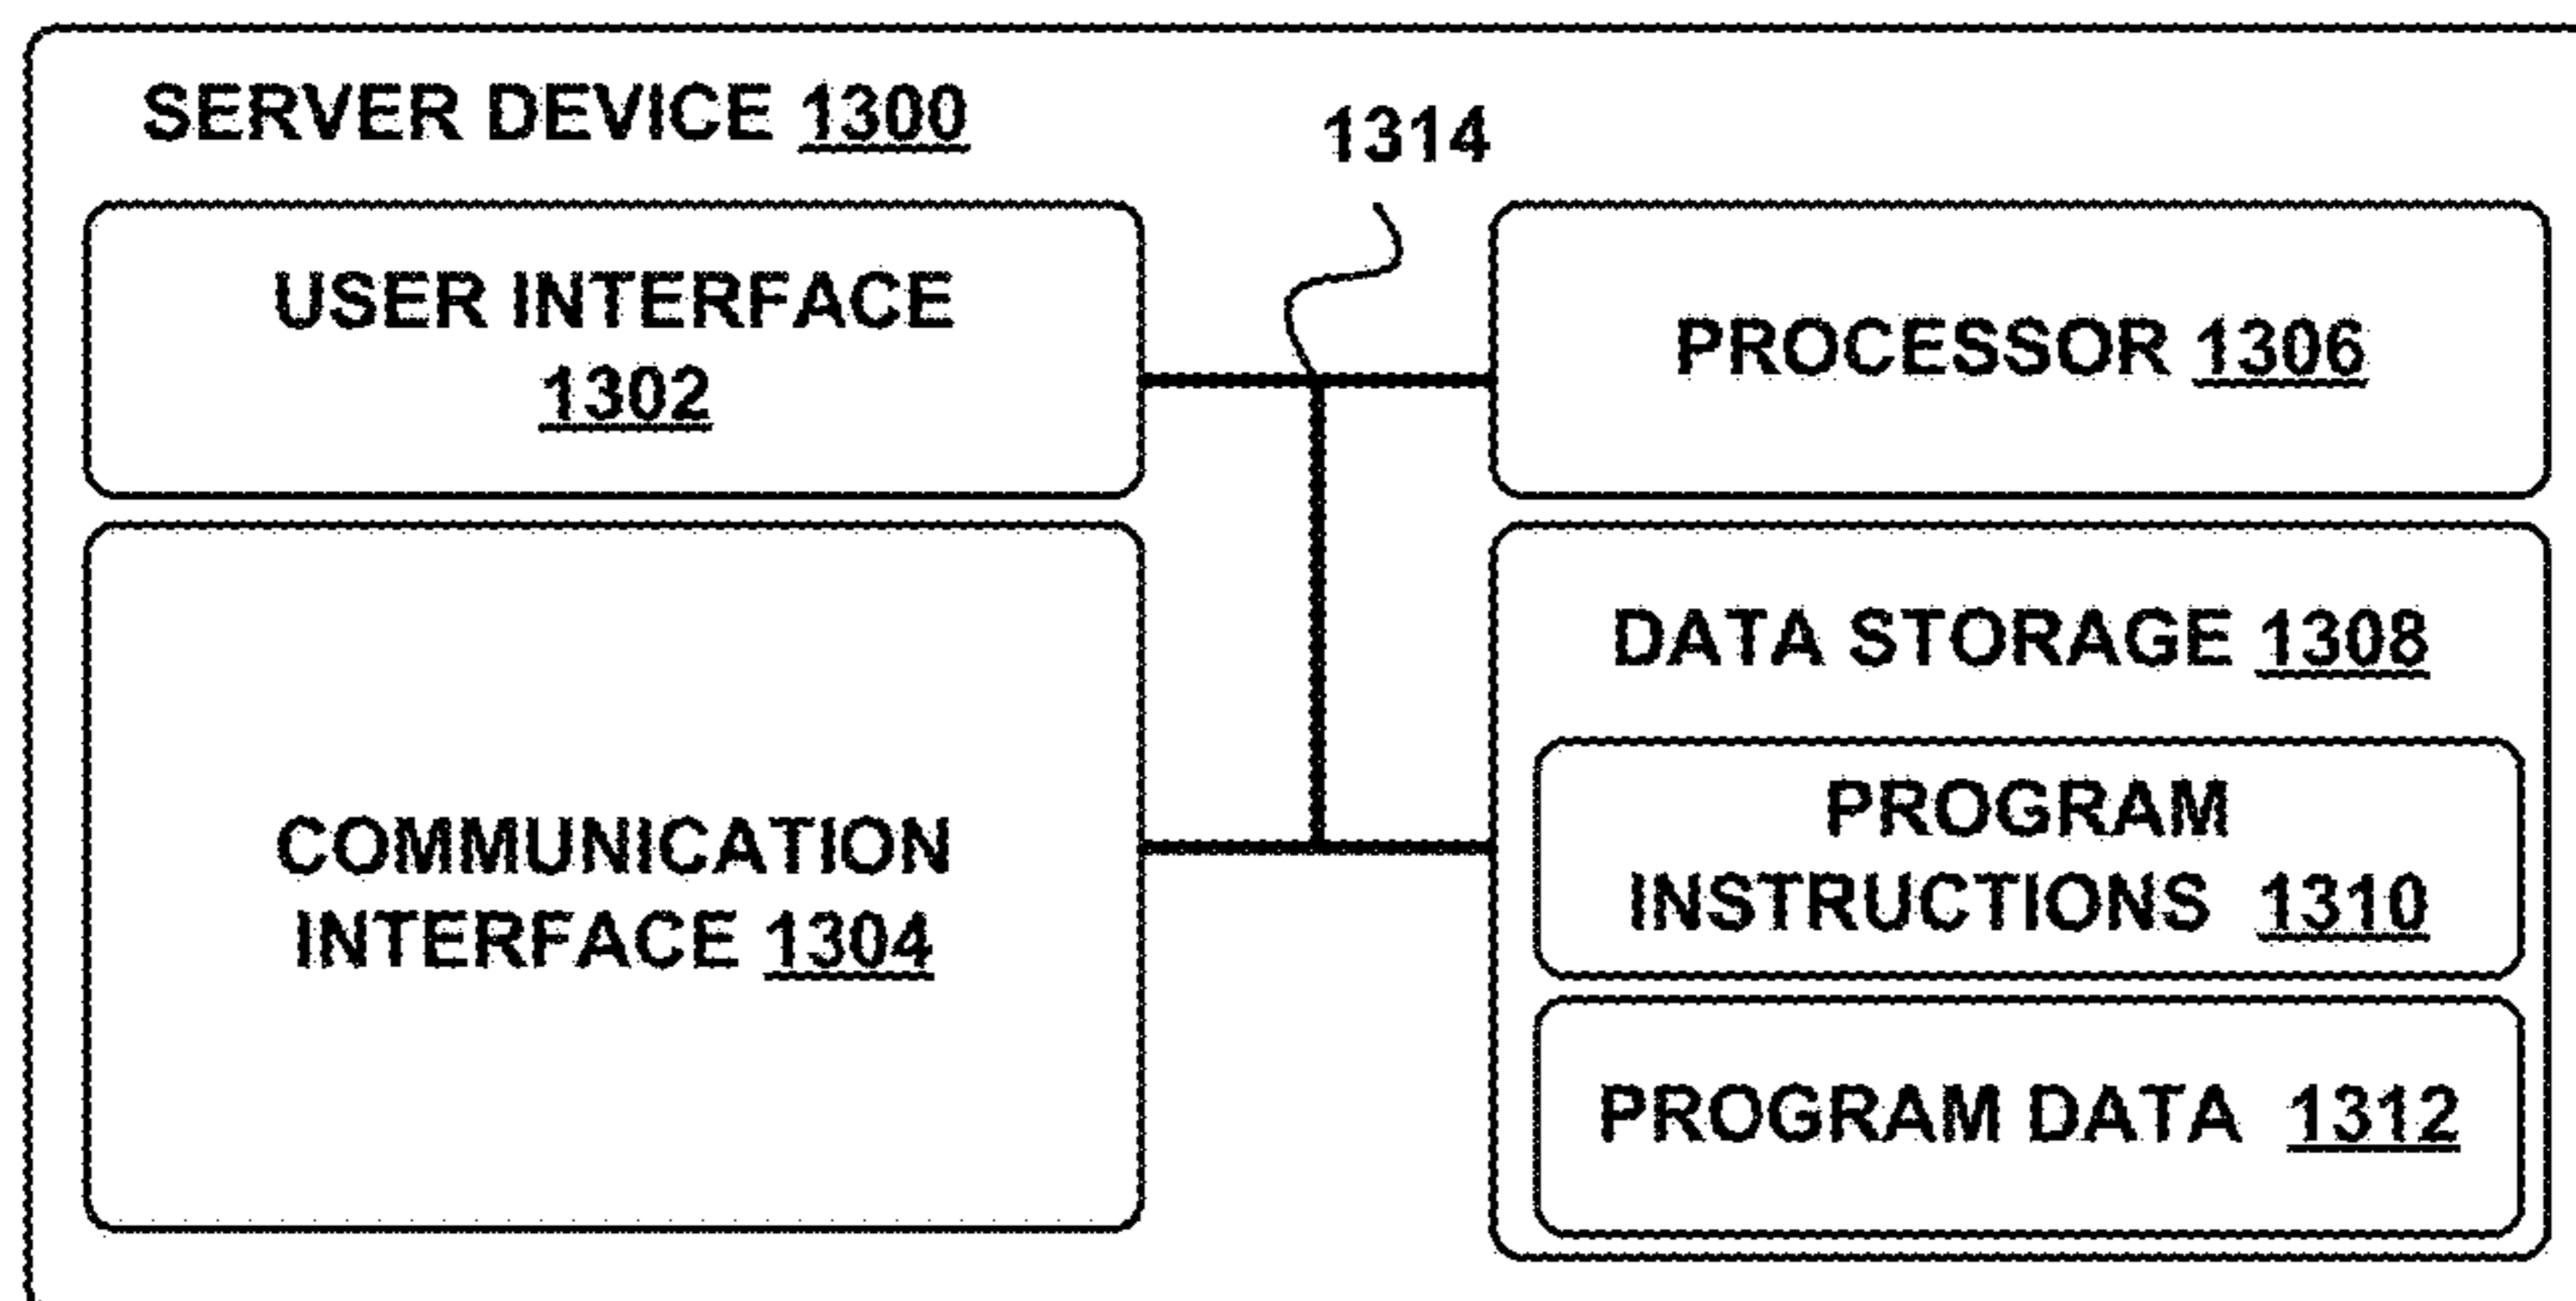 SERVER DEVICE 1300
1314
USER INTERFACE
1302
PROCESSOR 1306
COMMUNICATION
INTERFACE 1304
DATA STORAGE 1308
PROGRAM
INSTRUCTIONS 1310
PROGRAM DATA 1312